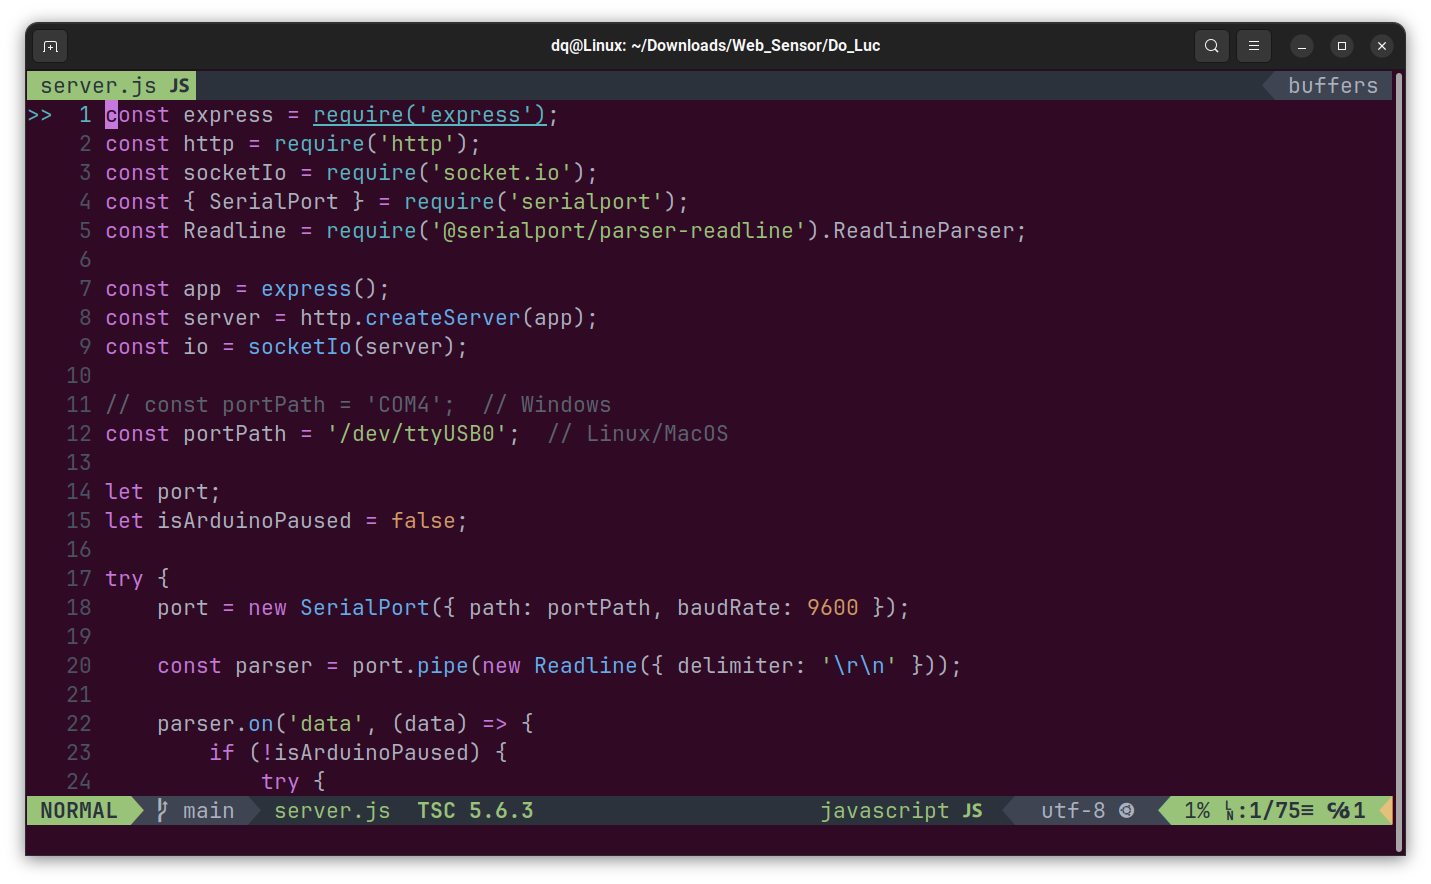 dq@Linux: ~/Downloads/Web_Sensor/Do_Luc
server.js JS buffers
>> 1 const express = require('express');
2 const http = require('http');
3 const socketIo = require('socket.io');
4 const { SerialPort } = require('serialport');
5 const Readline = require('@serialport/parser-readline').ReadlineParser;
6
7 const app = express();
8 const server = http.createServer(app);
9 const io = socketIo(server);
10
11 // const portPath = 'COM4';  // Windows
12 const portPath = '/dev/ttyUSB0';  // Linux/MacOS
13
14 let port;
15 let isArduinoPaused = false;
16
17 try {
18     port = new SerialPort({ path: portPath, baudRate: 9600 });
19
20     const parser = port.pipe(new Readline({ delimiter: '\r\n' }));
21
22     parser.on('data', (data) => {
23         if (!isArduinoPaused) {
24             try {
NORMAL main server.js TSC 5.6.3 javascript JS utf-8 1% LN:1/75≡ ℅1